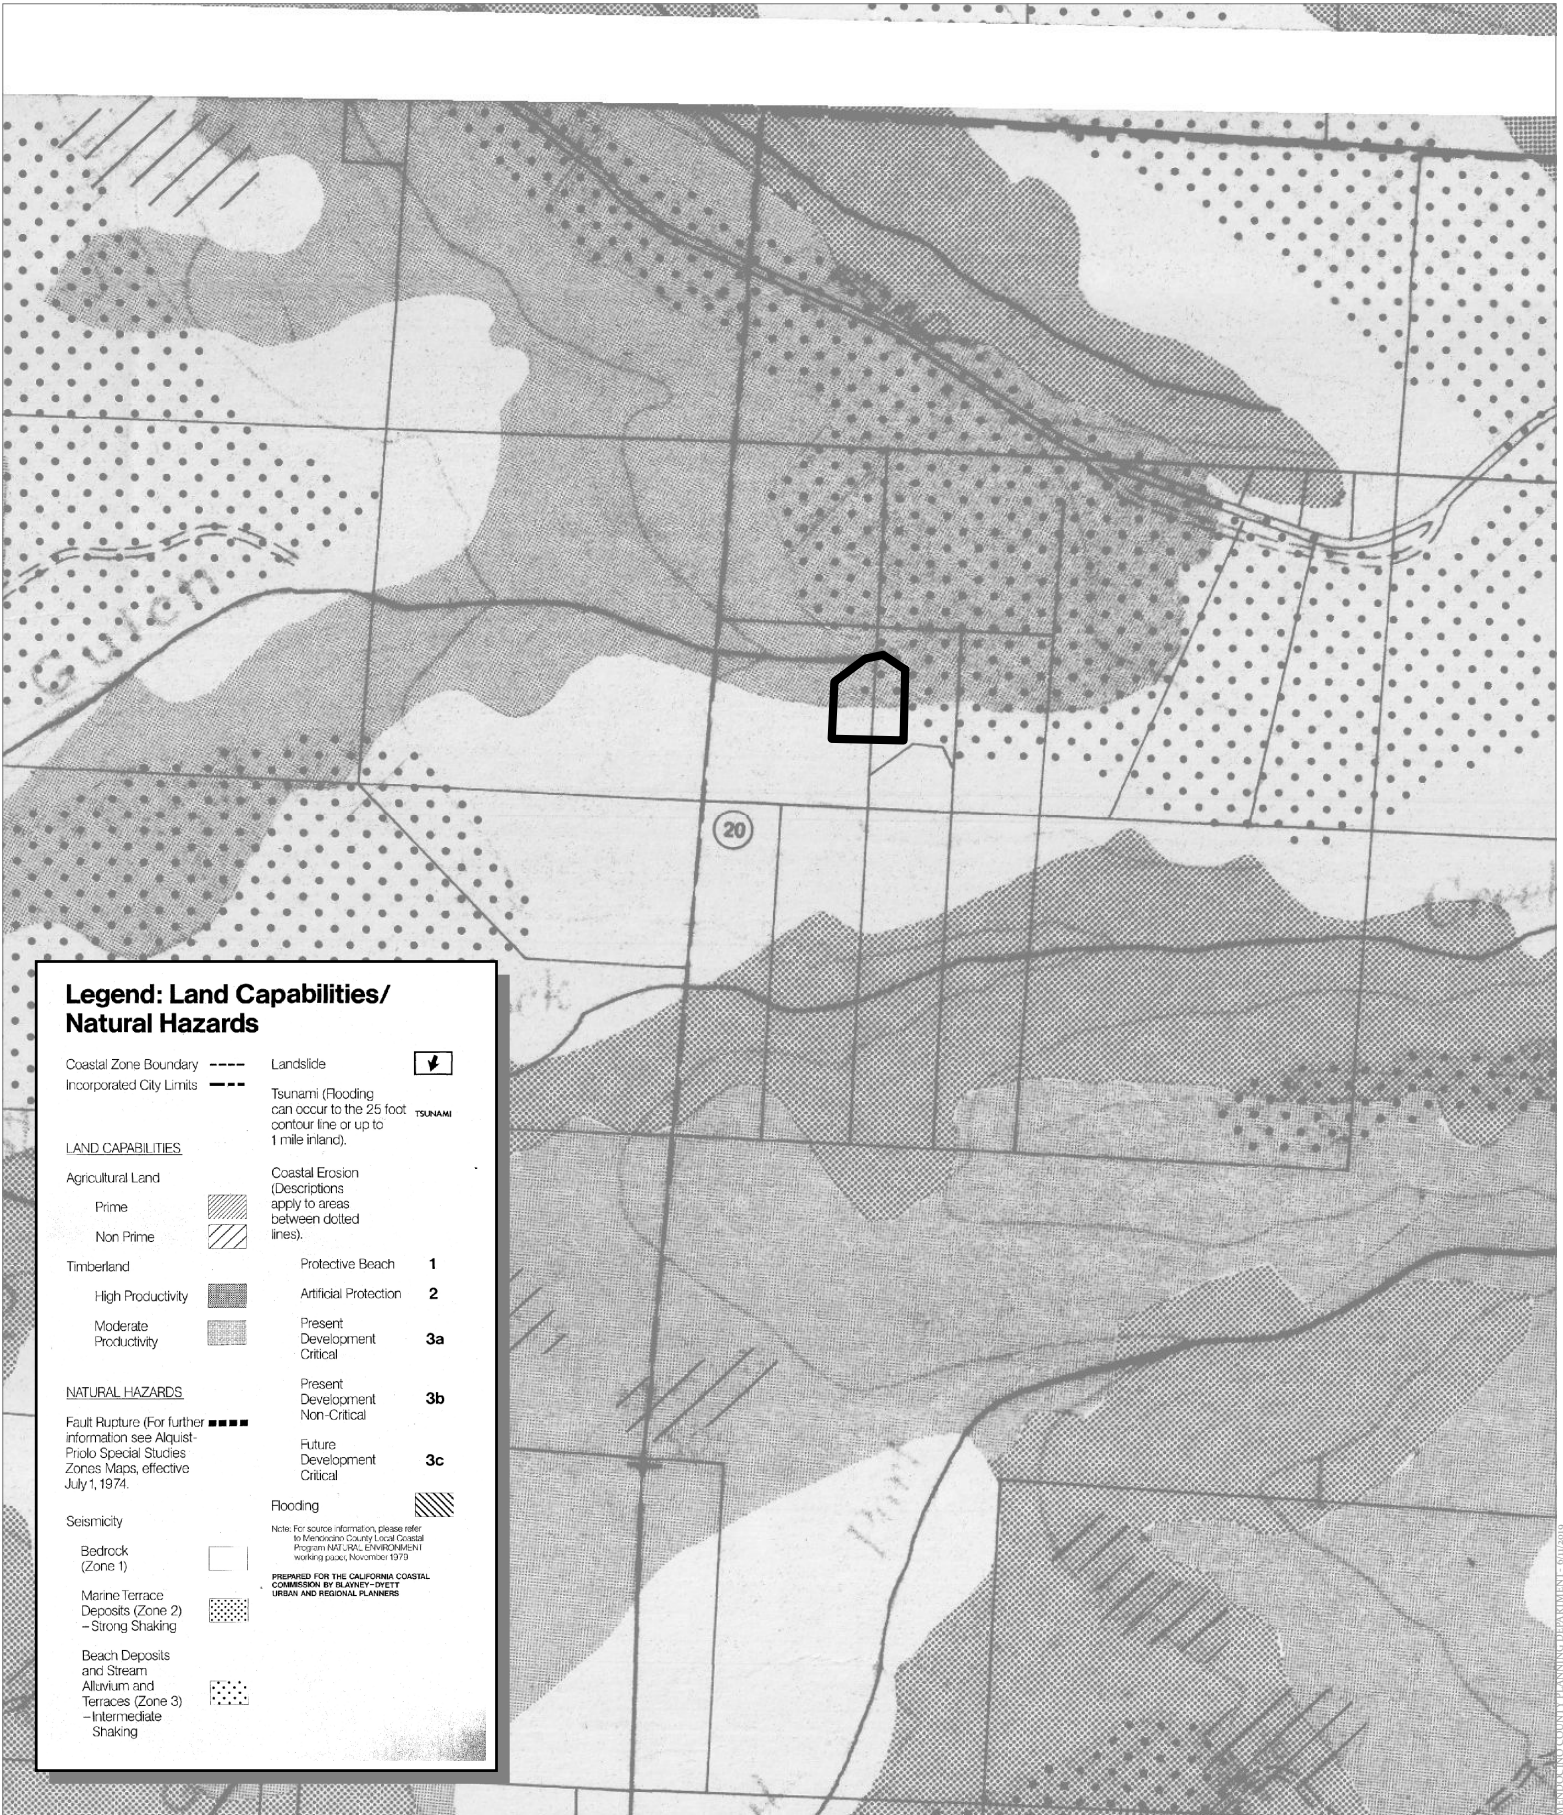 Gulch
20
Creek
Legend: Land Capabilities/
Natural Hazards
Coastal Zone Boundary
Incorporated City Limits
LAND CAPABILITIES
Agricultural Land
Prime
Non Prime
Timberland
High Productivity
Moderate
Productivity
NATURAL HAZARDS
Fault Rupture (For further
information see Alquist-
Priolo Special Studies
Zones Maps, effective
July 1, 1974.
Seismicity
Bedrock
(Zone 1)
Marine Terrace
Deposits (Zone 2)
–Strong Shaking
Beach Deposits
and Stream
Alluvium and
Terraces (Zone 3)
–Intermediate
Shaking
Landslide
Tsunami (Flooding
can occur to the 25 foot
contour line or up to
1 mile inland).
TSUNAMI
Coastal Erosion
(Descriptions
apply to areas
between dotted
lines).
Protective Beach 1
Artificial Protection 2
Present
Development
Critical 3a
Present
Development
Non-Critical 3b
Future
Development
Critical 3c
Flooding
Note: For source information, please refer
to Mendocino County Local Coastal
Program NATURAL ENVIRONMENT
working paper, November 1979
PREPARED FOR THE CALIFORNIA COASTAL
COMMISSION BY BLAYNEY–DYETT
URBAN AND REGIONAL PLANNERS